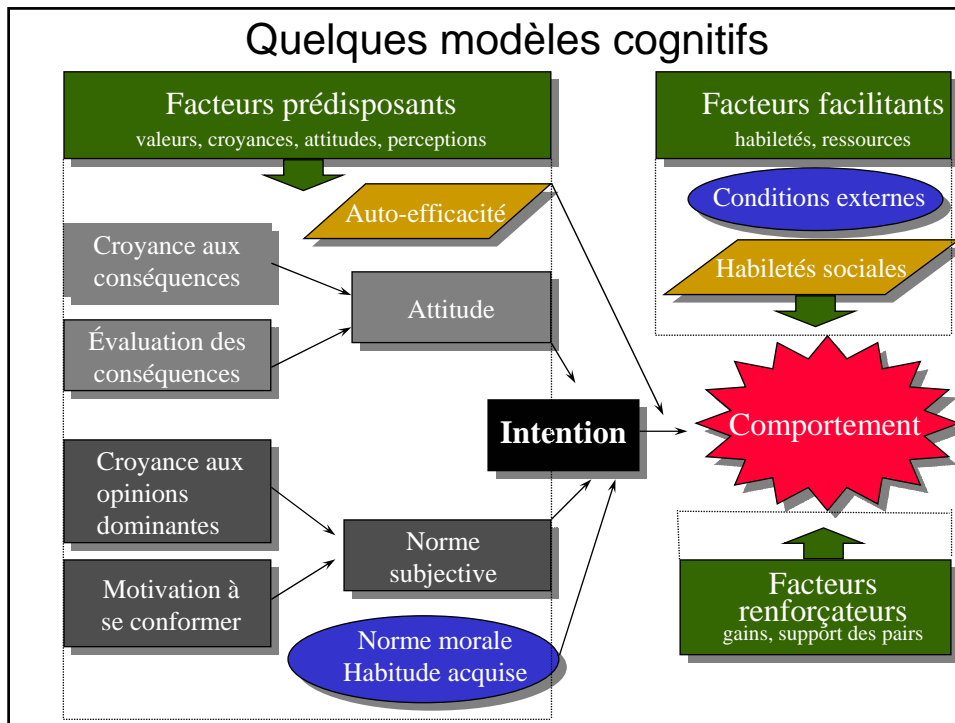 Quelques modèles cognitifs
Facteurs prédisposants
valeurs, croyances, attitudes, perceptions
Facteurs facilitants
habiletés, ressources
Auto-efficacité
Conditions externes
Habiletés sociales
Croyance aux
conséquences
Attitude
Évaluation des
conséquences
Intention
Comportement
Croyance aux
opinions
dominantes
Norme
subjective
Motivation à
se conformer
Norme morale
Habitude acquise
Facteurs
renforçateurs
gains, support des pairs